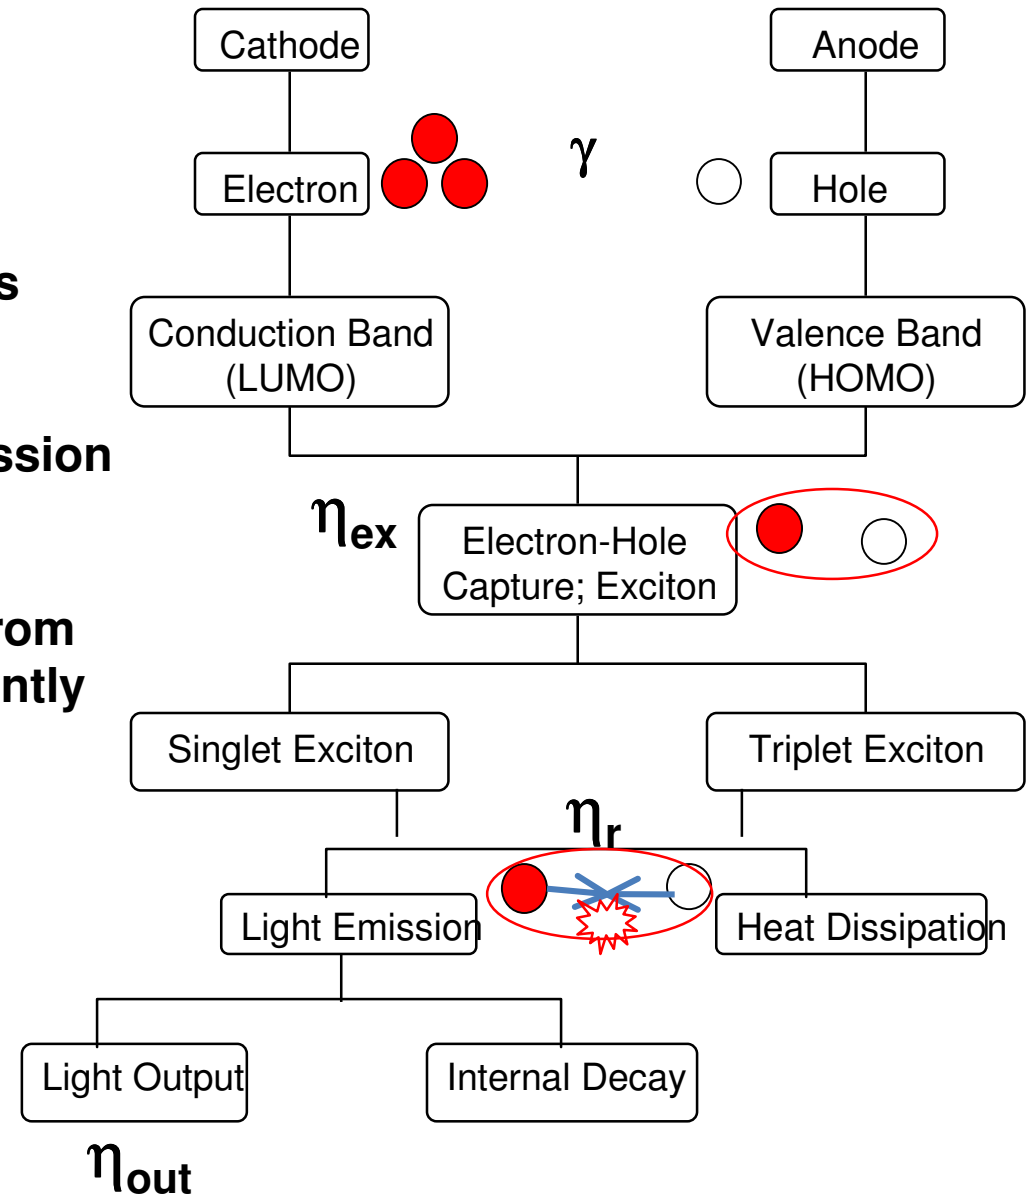 Cathode
Anode
γ
Electron
Hole
s
Conduction Band
(LUMO)
Valence Band
(HOMO)
ssion
ηex
Electron-Hole
Capture; Exciton
rom
ntly
Singlet Exciton
Triplet Exciton
ηr
Light Emission
Heat Dissipation
Light Output
Internal Decay
ηout